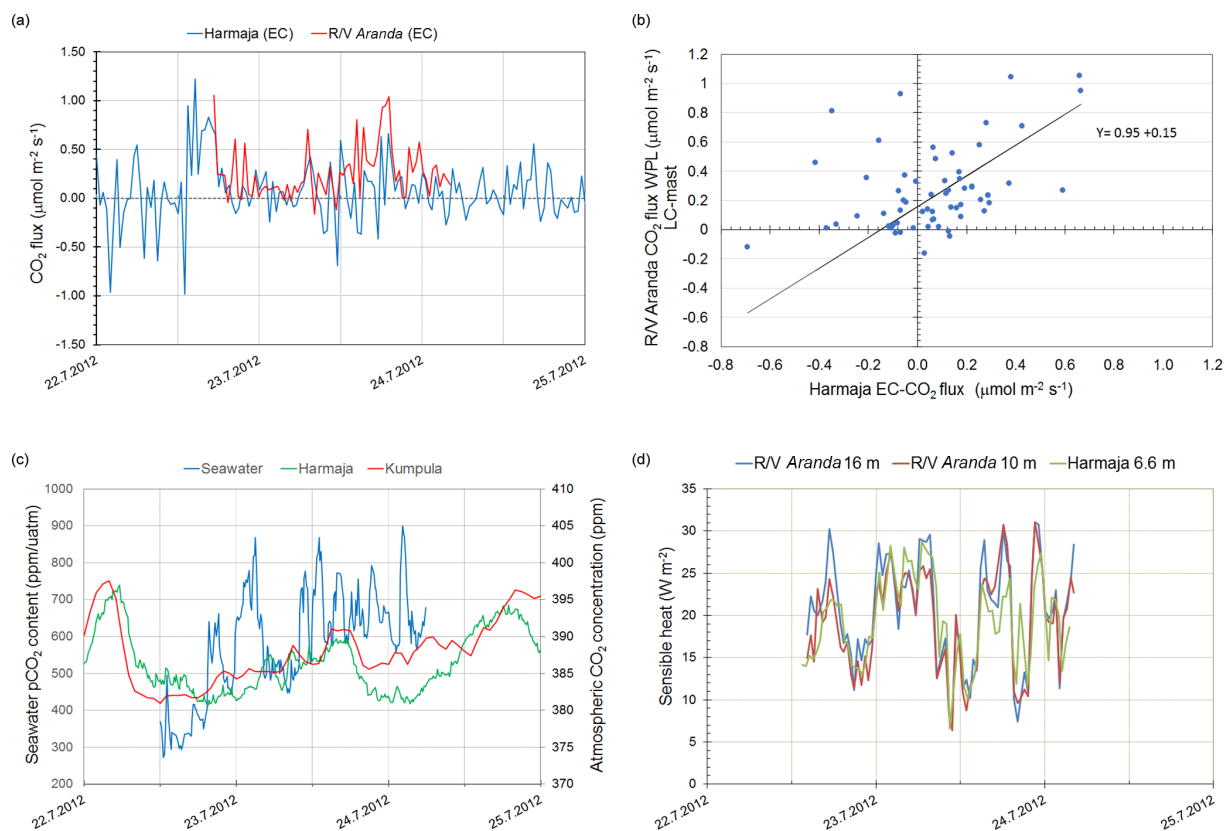 (a)
Harmaja (EC) R/V Aranda (EC)
CO2 flux (μmol m-2 s-1)
1.50
1.00
0.50
0.00
-0.50
-1.00
-1.50
22.7.2012 23.7.2012 24.7.2012 25.7.2012
(b)
R/V Aranda CO2 flux WPL (μmol m-2 s-1)
LC-mast
1.2
1
0.8
0.6
0.4
0.2
0
-0.2
-0.4
-0.6
-0.8
Y= 0.95 +0.15
-0.8 -0.6 -0.4 -0.2 0.0 0.2 0.4 0.6 0.8 1.0 1.2
Harmaja EC-CO2 flux (μmol m-2 s-1)
(c)
Seawater Harmaja Kumpula
Seawater pCO2 content (ppm/uatm)
1000
900
800
700
600
500
400
300
200
410
405
400
395
390
385
380
375
370
Atmospheric CO2 concentration (ppm)
22.7.2012 23.7.2012 24.7.2012 25.7.2012
(d)
R/V Aranda 16 m R/V Aranda 10 m Harmaja 6.6 m
Sensible heat (W m-2)
35
30
25
20
15
10
5
0
22.7.2012 23.7.2012 24.7.2012 25.7.2012